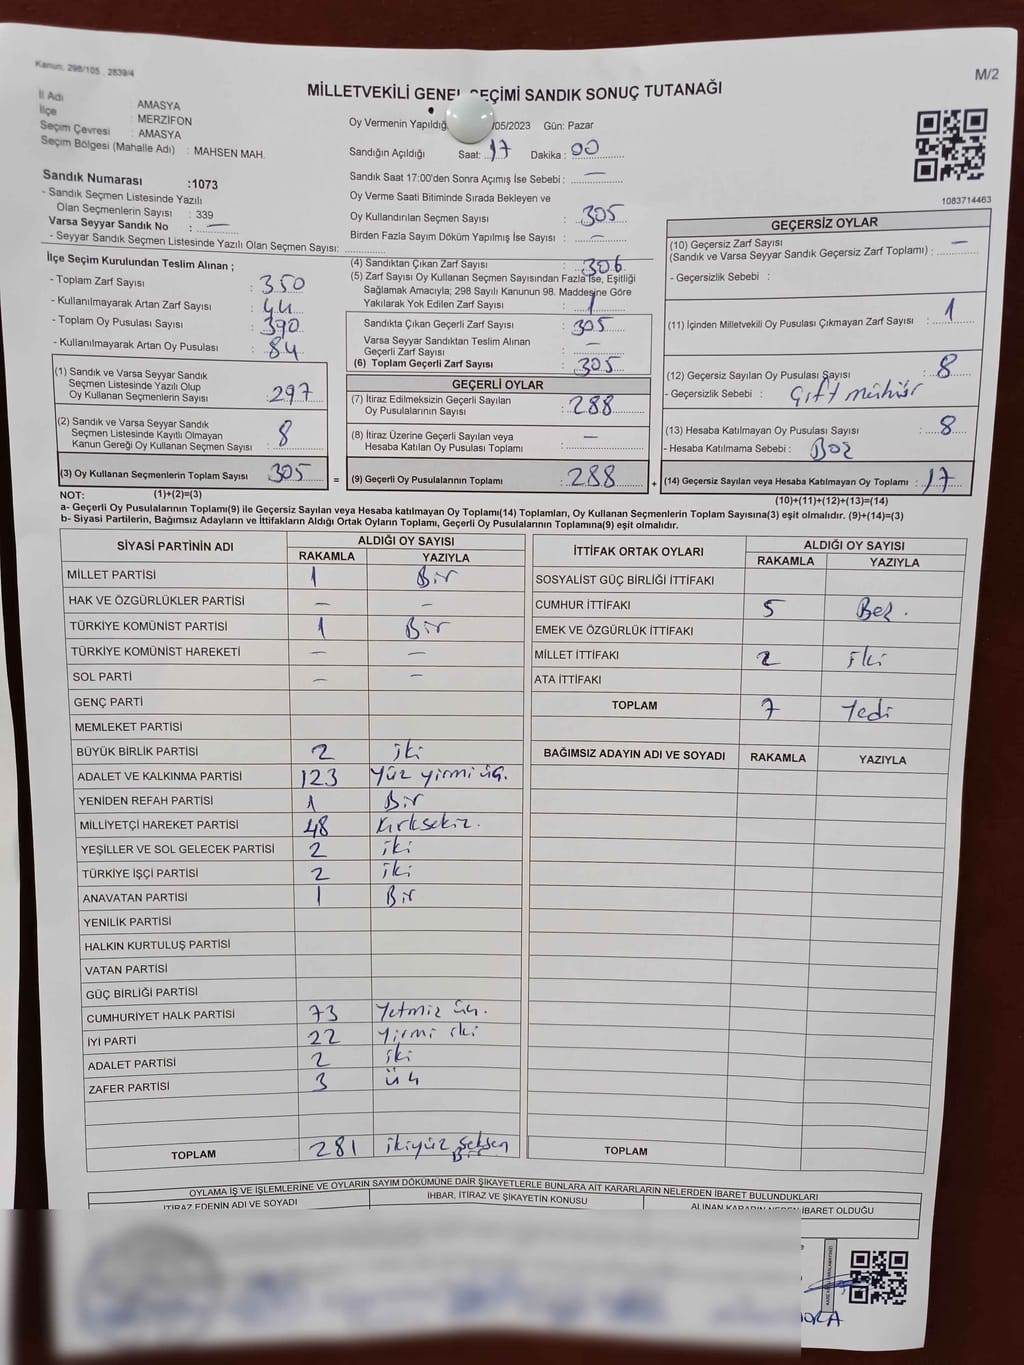 Kanun: 298/105 , 2839/4
M/2
MİLLETVEKİLİ GENEL SEÇİMİ SANDIK SONUÇ TUTANAĞI
İl Adı : AMASYA
İlçe : MERZİFON
Seçim Çevresi : AMASYA
Seçim Bölgesi (Mahalle Adı) : MAHSEN MAH.
Oy Vermenin Yapıldığı /05/2023 Gün: Pazar
Sandığın Açıldığı Saat: 17 Dakika: 00
Sandık Saat 17:00'den Sonra Açılmış İse Sebebi : —
Oy Verme Saati Bitiminde Sırada Bekleyen ve
Oy Kullandırılan Seçmen Sayısı : 305
Birden Fazla Sayım Döküm Yapılmış İse Sayısı : —
Sandık Numarası :1073
- Sandık Seçmen Listesinde Yazılı
Olan Seçmenlerin Sayısı : 339
Varsa Seyyar Sandık No : —
- Seyyar Sandık Seçmen Listesinde Yazılı Olan Seçmen Sayısı:
1083714463
İlçe Seçim Kurulundan Teslim Alınan ;
- Toplam Zarf Sayısı : 350
- Kullanılmayarak Artan Zarf Sayısı : 44
- Toplam Oy Pusulası Sayısı : 390
- Kullanılmayarak Artan Oy Pusulası : 84
(4) Sandıktan Çıkan Zarf Sayısı : 306
(5) Zarf Sayısı Oy Kullanan Seçmen Sayısından Fazla İse, Eşitliği
Sağlamak Amacıyla; 298 Sayılı Kanunun 98. Maddesine Göre
Yakılarak Yok Edilen Zarf Sayısı : 1
Sandıkta Çıkan Geçerli Zarf Sayısı : 305
Varsa Seyyar Sandıktan Teslim Alınan
Geçerli Zarf Sayısı : —
(6) Toplam Geçerli Zarf Sayısı : 305
GEÇERSİZ OYLAR
(10) Geçersiz Zarf Sayısı
(Sandık ve Varsa Seyyar Sandık Geçersiz Zarf Toplamı) : —
- Geçersizlik Sebebi :
(11) İçinden Milletvekili Oy Pusulası Çıkmayan Zarf Sayısı : 1
(12) Geçersiz Sayılan Oy Pusulası Sayısı : 8
- Geçersizlik Sebebi : Çift mühür
(13) Hesaba Katılmayan Oy Pusulası Sayısı : 8
- Hesaba Katılmama Sebebi : Boş
(14) Geçersiz Sayılan veya Hesaba Katılmayan Oy Toplamı : 17
(10)+(11)+(12)+(13)=(14)
(1) Sandık ve Varsa Seyyar Sandık
Seçmen Listesinde Yazılı Olup
Oy Kullanan Seçmenlerin Sayısı : 297
(2) Sandık ve Varsa Seyyar Sandık
Seçmen Listesinde Kayıtlı Olmayan
Kanun Gereği Oy Kullanan Seçmen Sayısı : 8
(3) Oy Kullanan Seçmenlerin Toplam Sayısı : 305 =
GEÇERLİ OYLAR
(7) İtiraz Edilmeksizin Geçerli Sayılan
Oy Pusulalarının Sayısı : 288
(8) İtiraz Üzerine Geçerli Sayılan veya
Hesaba Katılan Oy Pusulası Toplamı : —
(9) Geçerli Oy Pusulalarının Toplamı : 288 +
NOT: (1)+(2)=(3)
a- Geçerli Oy Pusulalarının Toplamı(9) ile Geçersiz Sayılan veya Hesaba katılmayan Oy Toplamı(14) Toplamları, Oy Kullanan Seçmenlerin Toplam Sayısına(3) eşit olmalıdır. (9)+(14)=(3)
b- Siyasi Partilerin, Bağımsız Adayların ve İttifakların Aldığı Ortak Oyların Toplamı, Geçerli Oy Pusulalarının Toplamına(9) eşit olmalıdır.
SİYASİ PARTİNİN ADI ALDIĞI OY SAYISI
RAKAMLA YAZIYLA
MİLLET PARTİSİ 1 Bir
HAK VE ÖZGÜRLÜKLER PARTİSİ — —
TÜRKİYE KOMÜNİST PARTİSİ 1 Bir
TÜRKİYE KOMÜNİST HAREKETİ — —
SOL PARTİ — —
GENÇ PARTİ
MEMLEKET PARTİSİ
BÜYÜK BİRLİK PARTİSİ 2 iki
ADALET VE KALKINMA PARTİSİ 123 Yüz yirmi üç.
YENİDEN REFAH PARTİSİ 1 Bir
MİLLİYETÇİ HAREKET PARTİSİ 48 Kırksekiz.
YEŞİLLER VE SOL GELECEK PARTİSİ 2 iki
TÜRKİYE İŞÇİ PARTİSİ 2 iki
ANAVATAN PARTİSİ 1 Bir
YENİLİK PARTİSİ
HALKIN KURTULUŞ PARTİSİ
VATAN PARTİSİ
GÜÇ BİRLİĞİ PARTİSİ
CUMHURİYET HALK PARTİSİ 73 Yetmiş üç.
İYİ PARTİ 22 Yirmi iki
ADALET PARTİSİ 2 iki
ZAFER PARTİSİ 3 üç
TOPLAM 281 ikiyüz seksen
Bir
İTTİFAK ORTAK OYLARI ALDIĞI OY SAYISI
RAKAMLA YAZIYLA
SOSYALİST GÜÇ BİRLİĞİ İTTİFAKI
CUMHUR İTTİFAKI 5 Beş.
EMEK VE ÖZGÜRLÜK İTTİFAKI
MİLLET İTTİFAKI 2 iki
ATA İTTİFAKI
TOPLAM 7 Yedi
BAĞIMSIZ ADAYIN ADI VE SOYADI RAKAMLA YAZIYLA
TOPLAM
OYLAMA İŞ VE İŞLEMLERİNE VE OYLARIN SAYIM DÖKÜMÜNE DAİR ŞİKAYETLERLE BUNLARA AİT KARARLARIN NELERDEN İBARET BULUNDUKLARI
İTİRAZ EDENİN ADI VE SOYADI İHBAR, İTİRAZ VE ŞİKAYETİN KONUSU ALINAN KARARIN NEDEN İBARET OLDUĞU